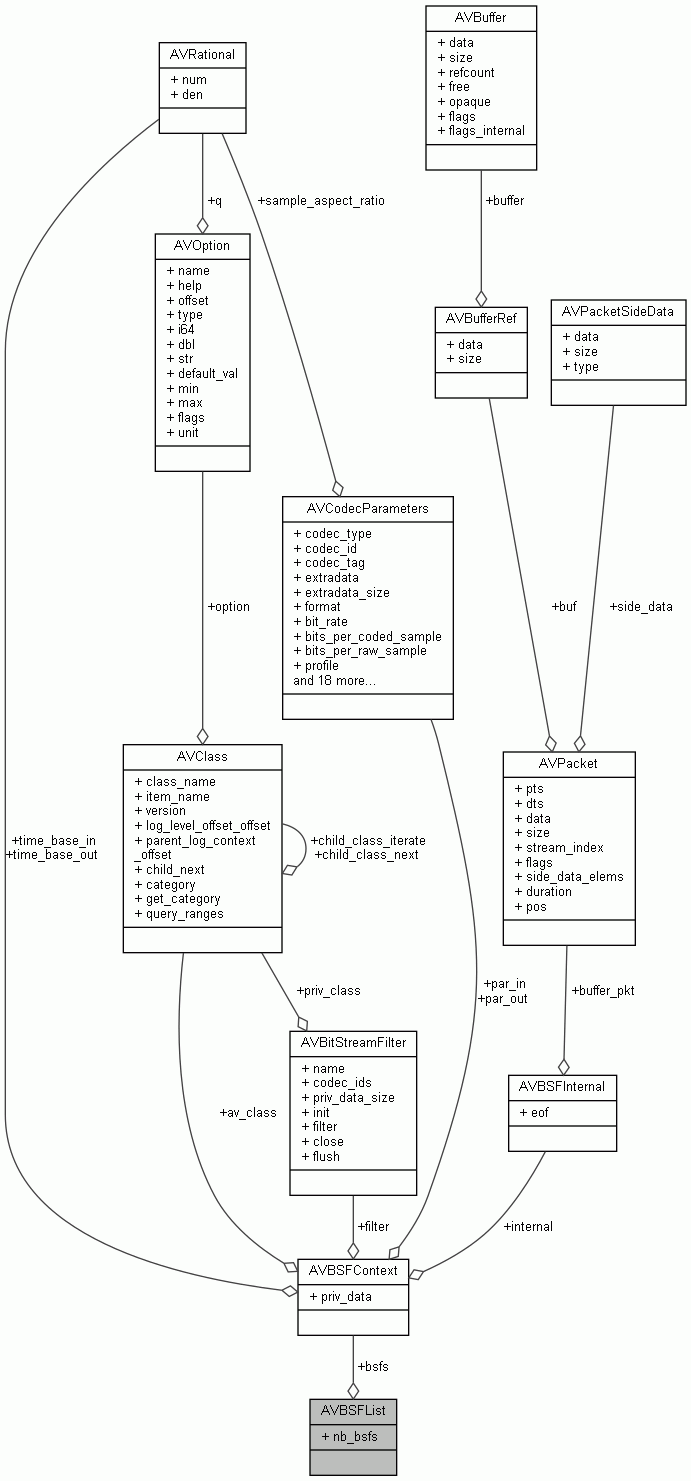 AVBuffer
+ data
+ size
+ refcount
+ free
+ opaque
+ flags
+ flags_internal
AVRational
+ num
+ den
+buffer
+q
+sample_aspect_ratio
AVOption
+ name
+ help
+ offset
+ type
+ i64
+ dbl
+ str
+ default_val
+ min
+ max
+ flags
+ unit
AVBufferRef
+ data
+ size
AVPacketSideData
+ data
+ size
+ type
AVCodecParameters
+ codec_type
+ codec_id
+ codec_tag
+ extradata
+ extradata_size
+ format
+ bit_rate
+ bits_per_coded_sample
+ bits_per_raw_sample
+ profile
and 18 more...
+option
+buf
+side_data
AVClass
+ class_name
+ item_name
+ version
+ log_level_offset_offset
+ parent_log_context
_offset
+ child_next
+ category
+ get_category
+ query_ranges
+time_base_in
+time_base_out
+child_class_iterate
+child_class_next
AVPacket
+ pts
+ dts
+ data
+ size
+ stream_index
+ flags
+ side_data_elems
+ duration
+ pos
+priv_class
+par_in
+par_out
+buffer_pkt
AVBitStreamFilter
+ name
+ codec_ids
+ priv_data_size
+ init
+ filter
+ close
+ flush
AVBSFInternal
+ eof
+av_class
+filter
+internal
AVBSFContext
+ priv_data
+bsfs
AVBSFList
+ nb_bsfs